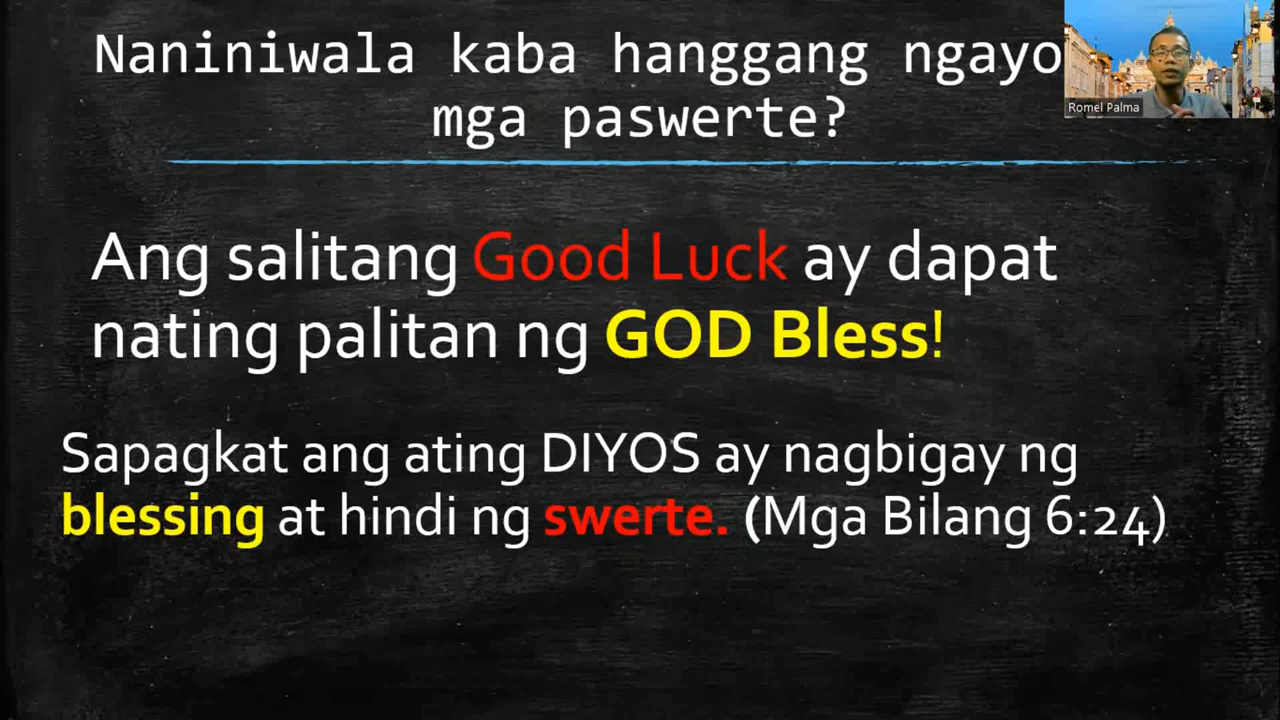 Naniniwala kaba hanggang ngayo
mga paswerte?
Romel Palma
Ang salitang Good Luck ay dapat
nating palitan ng GOD Bless!
Sapagkat ang ating DIYOS ay nagbigay ng
blessing at hindi ng swerte. (Mga Bilang 6:24)